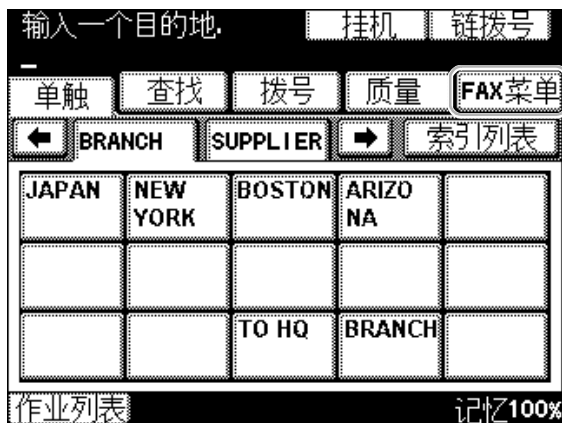 输入一个目的地. 挂机 链拨号
单触 查找 拨号 质量 FAX菜单
BRANCH SUPPLIER 索引列表
JAPAN NEW YORK BOSTON ARIZO NA
TO HQ BRANCH
作业列表 记忆100%